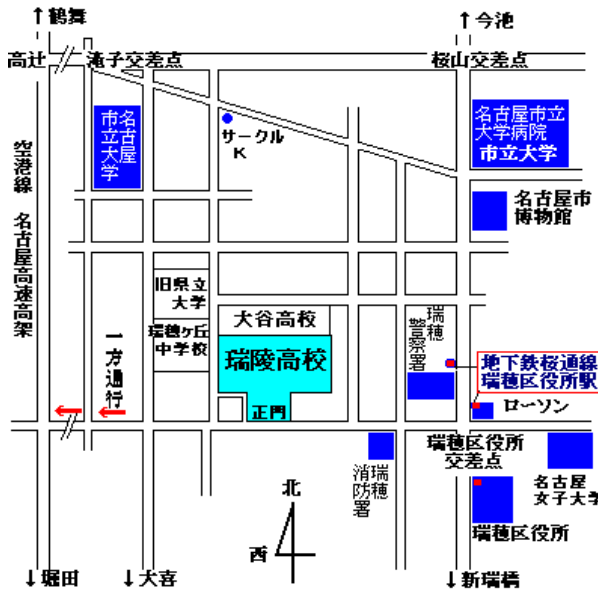 ↑鶴舞
↑今池
高辻
滝子交差点
桜山交差点
名古屋
市立大学
サークル
K
名古屋市立
大学病院
市立大学
名古屋市
博物館
空港線 名古屋高速高架
旧県立
大学
瑞穂ヶ丘
中学校
大谷高校
瑞陵高校
正門
瑞穂
警察署
地下鉄桜通線
瑞穂区役所駅
ローソン
一方通行
瑞穂区役所
交差点
瑞穂
消防署
名古屋
女子大学
瑞穂区役所
北
西
↓堀田
↓大喜
↓新瑞橋